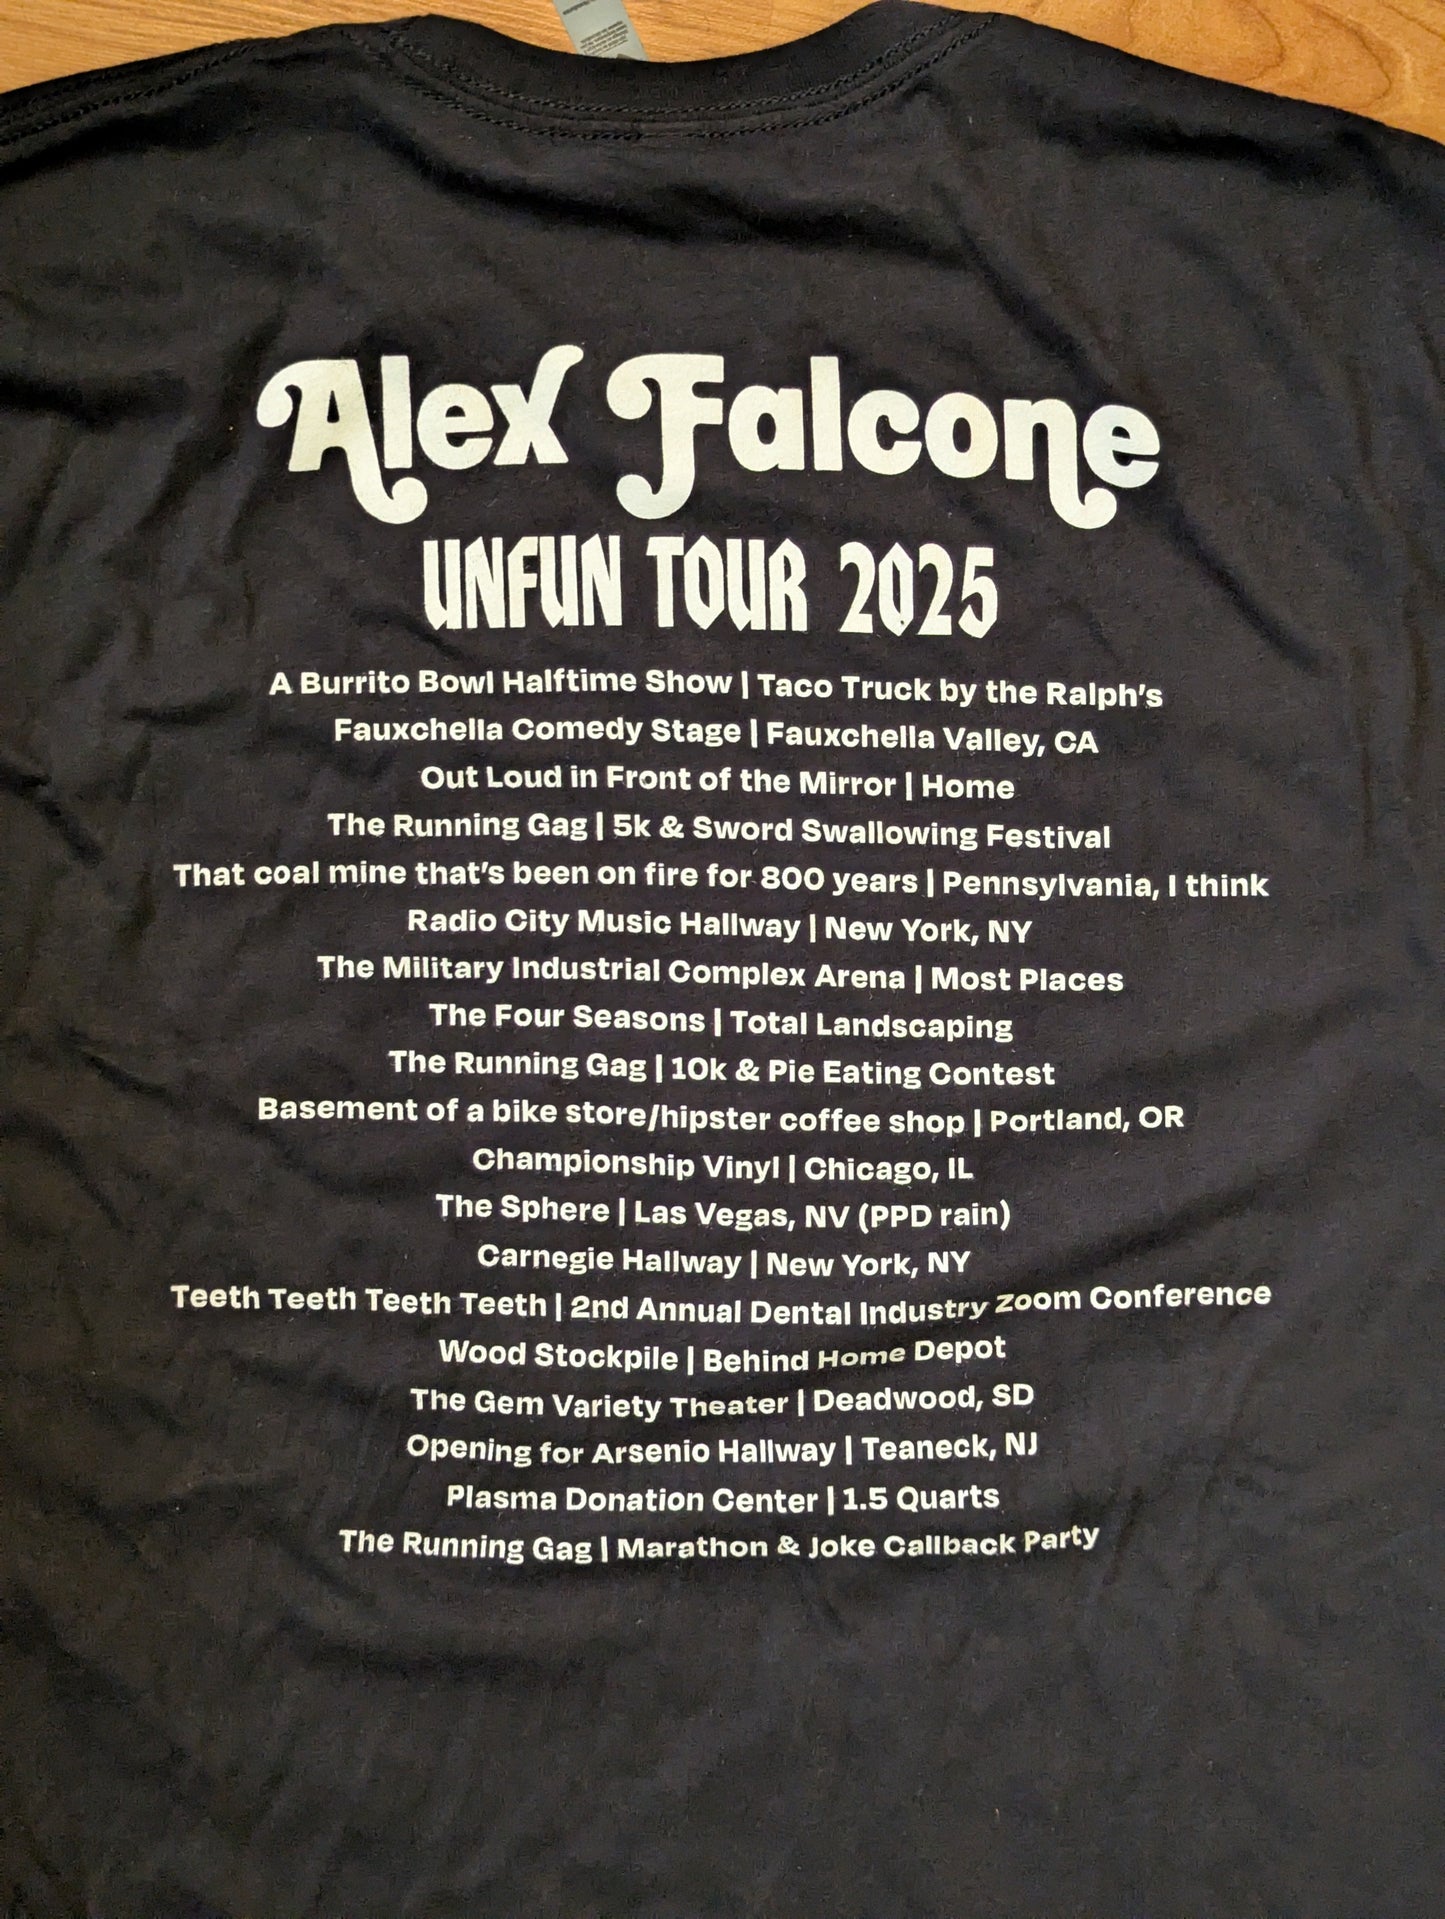 Alex Falcone
UNFUN TOUR 2025
A Burrito Bowl Halftime Show | Taco Truck by the Ralph's
Fauxchella Comedy Stage | Fauxchella Valley, CA
Out Loud in Front of the Mirror | Home
The Running Gag | 5k & Sword Swallowing Festival
That coal mine that's been on fire for 800 years | Pennsylvania, I think
Radio City Music Hallway | New York, NY
The Military Industrial Complex Arena | Most Places
The Four Seasons | Total Landscaping
The Running Gag | 10k & Pie Eating Contest
Basement of a bike store/hipster coffee shop | Portland, OR
Championship Vinyl | Chicago, IL
The Sphere | Las Vegas, NV (PPD rain)
Carnegie Hallway | New York, NY
Teeth Teeth Teeth Teeth | 2nd Annual Dental Industry Zoom Conference
Wood Stockpile | Behind Home Depot
The Gem Variety Theater | Deadwood, SD
Opening for Arsenio Hallway | Teaneck, NJ
Plasma Donation Center | 1.5 Quarts
The Running Gag | Marathon & Joke Callback Party